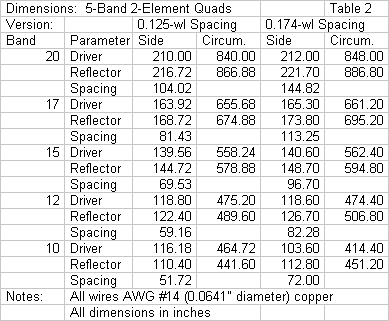 Dimensions: 5-Band 2-Element Quads Table 2
Version: 0.125-wl Spacing 0.174-wl Spacing
Band Parameter Side Circum. Side Circum.
20 Driver 210.00 840.00 212.00 848.00
Reflector 216.72 866.88 221.70 886.80
Spacing 104.02 144.82
17 Driver 163.92 655.68 165.30 661.20
Reflector 168.72 674.88 173.80 695.20
Spacing 81.43 113.25
15 Driver 139.56 558.24 140.60 562.40
Reflector 144.72 578.88 148.70 594.80
Spacing 69.53 96.70
12 Driver 118.80 475.20 118.60 474.40
Reflector 122.40 489.60 126.70 506.80
Spacing 59.16 82.28
10 Driver 116.18 464.72 103.60 414.40
Reflector 110.40 441.60 112.80 451.20
Spacing 51.72 72.00
Notes: All wires AWG #14 (0.0641" diameter) copper
All dimensions in inches